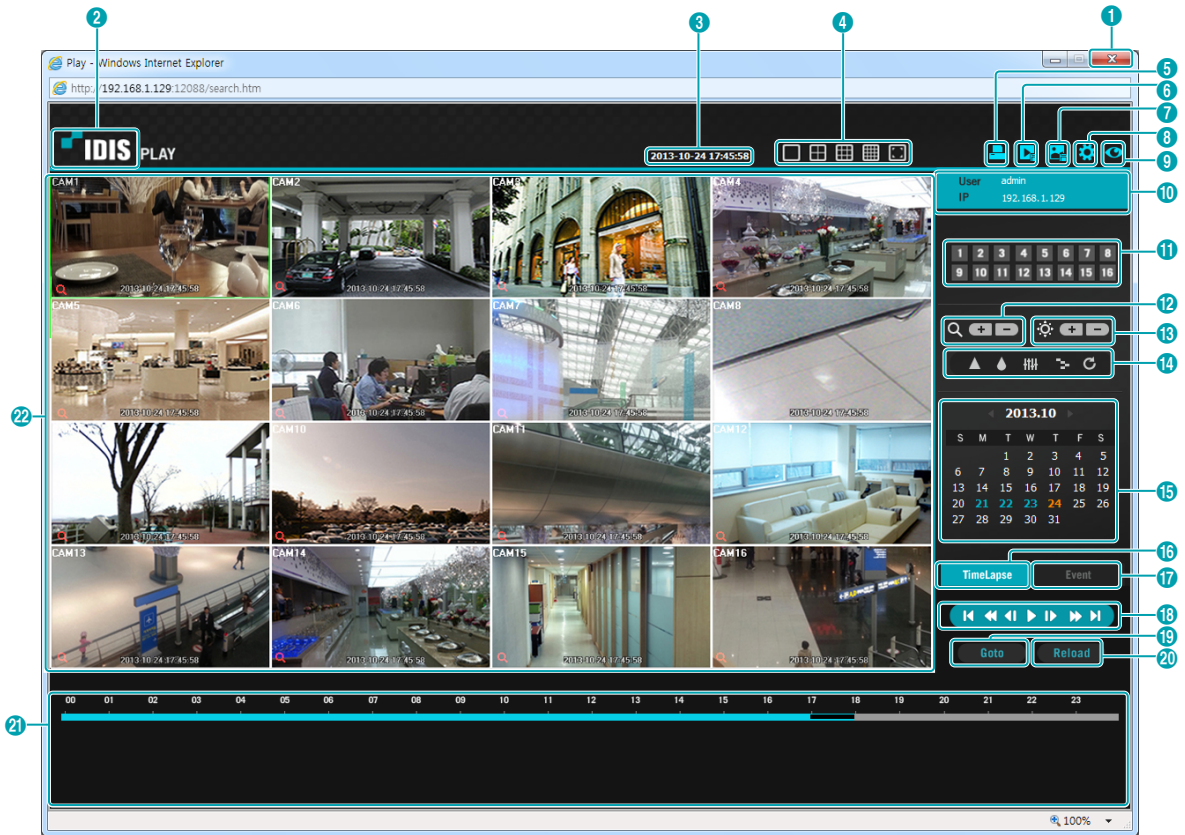 2
3
4
1
Play - Windows Internet Explorer
http://192.168.1.129:12088/search.htm
5
6
7
8
9
IDIS PLAY
2013-10-24 17:45:58
User admin
IP 192.168.1.129
10
CAM1 CAM2 CAM3 CAM4
2013-10-24 17:45:58 2013-10-24 17:45:58 2013-10-24 17:45:58 2013-10-24 17:45:58
1 2 3 4 5 6 7 8
9 10 11 12 13 14 15 16
11
CAM5 CAM6 CAM7 CAM8
2013-10-24 17:45:58 2013-10-24 17:45:58 2013-10-24 17:45:58 2013-10-24 17:45:58
12
13
14
22
CAM10 CAM11 CAM12
2013-10-24 17:45:58 2013-10-24 17:45:58 2013-10-24 17:45:58 2013-10-24 17:45:58
2013.10
S M T W T F S
1 2 3 4 5
6 7 8 9 10 11 12
13 14 15 16 17 18 19
20 21 22 23 24 25 26
27 28 29 30 31
15
CAM13 CAM14 CAM15 CAM16
2013-10-24 17:45:58 2013-10-24 17:45:58 2013-10-24 17:45:58 2013-10-24 17:45:58
16
TimeLapse Event
17
18
19
Goto Reload
20
00 01 02 03 04 05 06 07 08 09 10 11 12 13 14 15 16 17 18 19 20 21 22 23
21
100%